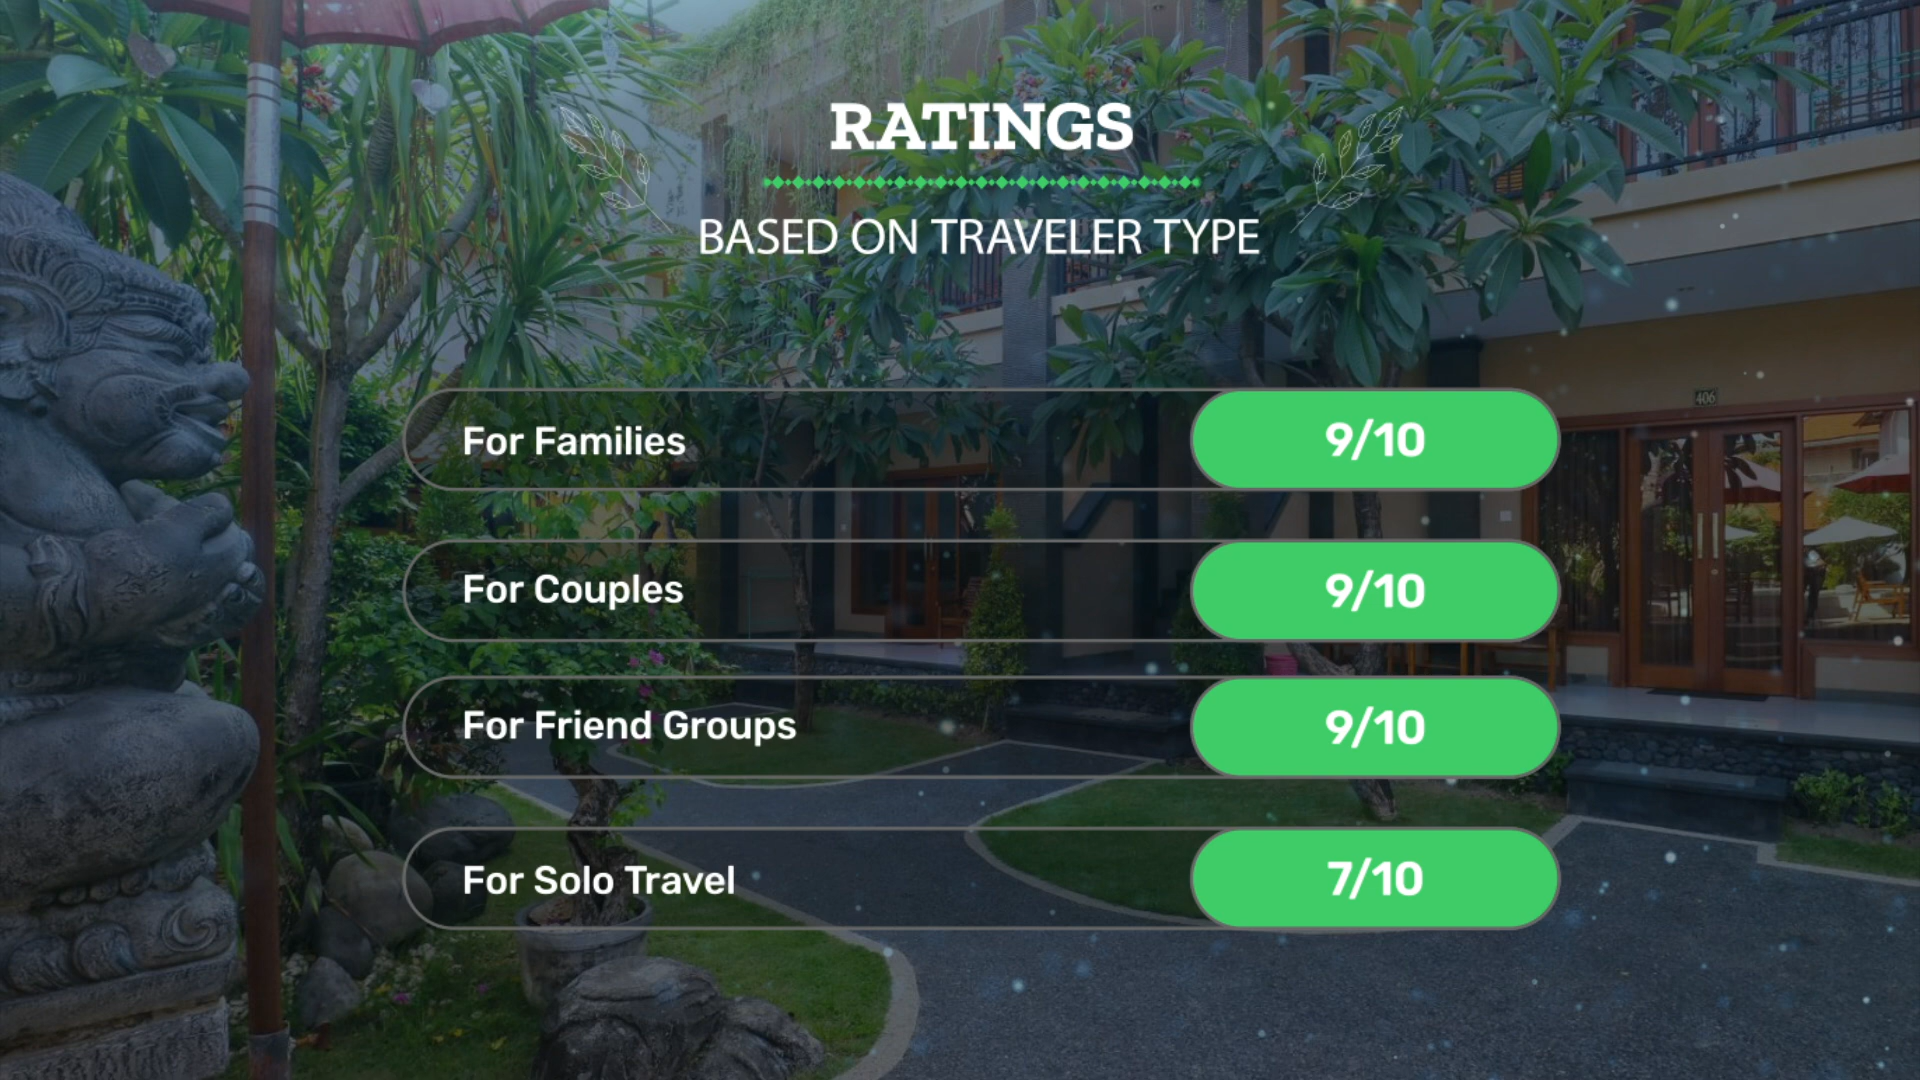 RATINGS
BASED ON TRAVELER TYPE
406
For Families
9/10
For Couples
9/10
For Friend Groups
9/10
For Solo Travel
7/10